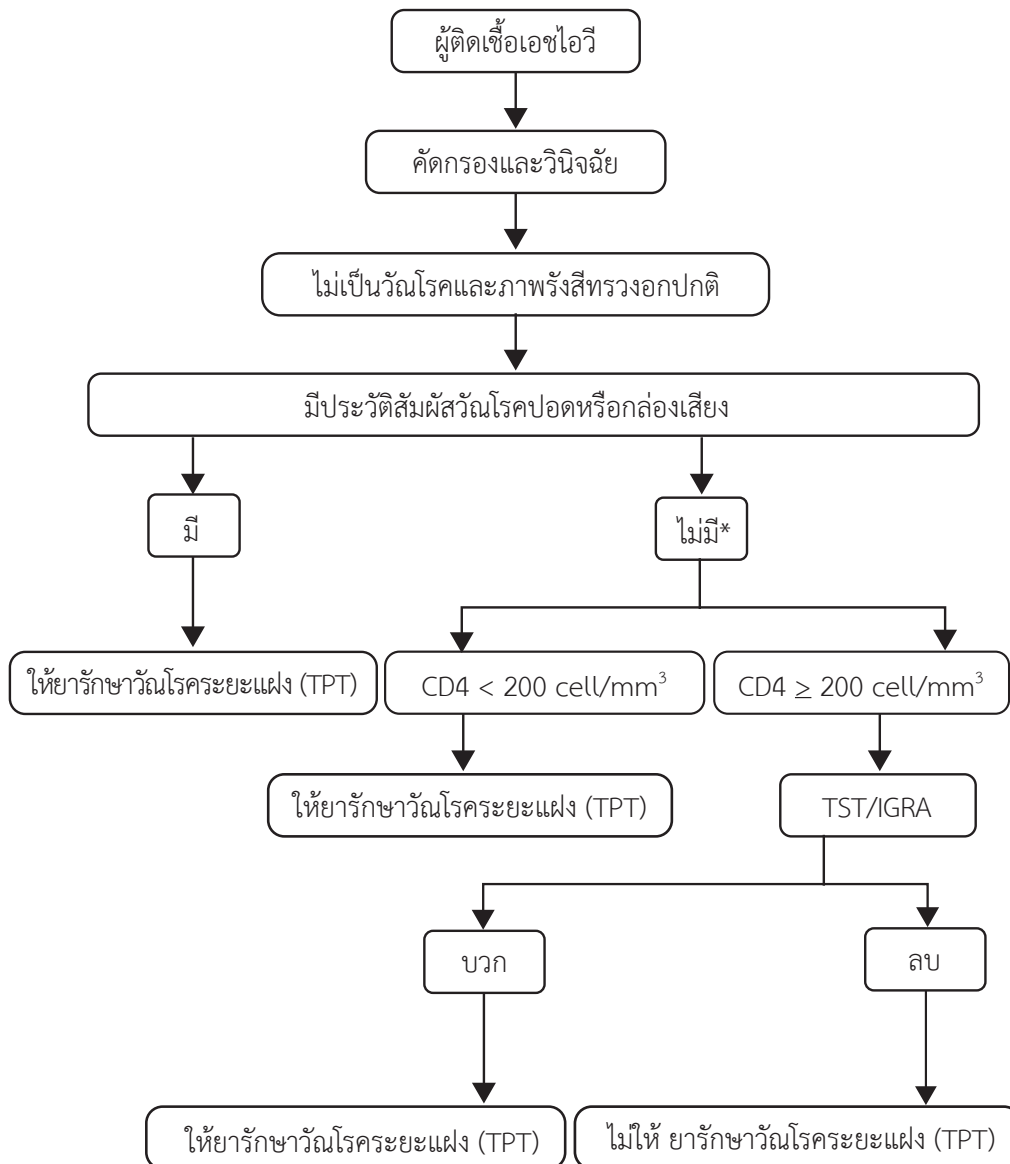 ผู้ติดเชื้อเอชไอวี
คัดกรองและวินิจฉัย
ไม่เป็นวัณโรคและภาพรังสีทรวงอกปกติ
มีประวัติสัมผัสวัณโรคปอดหรือกล่องเสียง
มี
ไม่มี*
ให้ยารักษาวัณโรคระยะแฝง (TPT)
CD4 < 200 cell/mm³
CD4 ≥ 200 cell/mm³
ให้ยารักษาวัณโรคระยะแฝง (TPT)
TST/IGRA
บวก
ลบ
ให้ยารักษาวัณโรคระยะแฝง (TPT)
ไม่ให้ ยารักษาวัณโรคระยะแฝง (TPT)